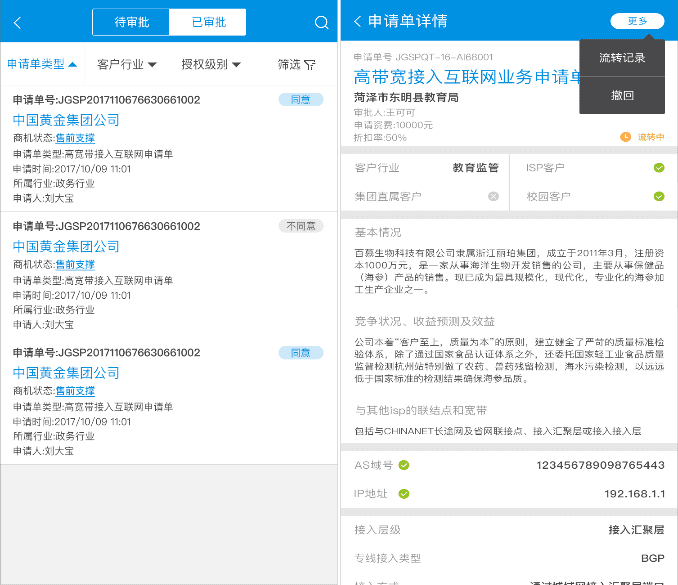 待审批
已审批
申请单类型
客户行业
授权级别
筛选
申请单号:JGSP2017110676630661002
同意
中国黄金集团公司
商机状态:售前支撑
申请单类型:高宽带接入互联网申请单
申请时间:2017/10/09 11:01
所属行业:政务行业
申请人:刘大宝
申请单号:JGSP2017110676630661002
不同意
中国黄金集团公司
商机状态:售前支撑
申请单类型:高宽带接入互联网申请单
申请时间:2017/10/09 11:01
所属行业:政务行业
申请人:刘大宝
申请单号:JGSP2017110676630661002
同意
中国黄金集团公司
商机状态:售前支撑
申请单类型:高宽带接入互联网申请单
申请时间:2017/10/09 11:01
所属行业:政务行业
申请人:刘大宝
申请单详情
更多
流转记录
撤回
申请单号 JGSPQT-16-AI68001
高带宽接入互联网业务申请单
菏泽市东明县教育局
审批人:王可可
申请资费:10000元
折扣率:50%
流转中
客户行业
教育监管
ISP客户
集团直属客户
校园客户
基本情况
百慕生物科技有限公司隶属浙江丽珀集团，成立于2011年3月，注册资
本1000万元，是一家从事海洋生物开发销售的公司，主要从事保健品
（海参）产品的销售。现已成为最具规模化，现代化，专业化的海参加
工生产企业之一。
竞争状况、收益预测及效益
公司本着“客户至上，质量为本”的原则，建立健全了严苛的质量标准检
验体系，除了通过国家食品认证体系之外，还委托国家轻工业食品质量
监督检测杭州站特别做了农药、兽药残留检测，海水污染检测，以远远
低于国家标准的检测结果确保海参品质。
与其他isp的联结点和宽带
包括与CHINANET长途网及省网联接点、接入汇聚层或接入接入层
AS域号
123456789098765443
IP地址
192.168.1.1
接入层级
接入汇聚层
专线接入类型
BGP
接入方式
通过城域网接入汇聚层端口